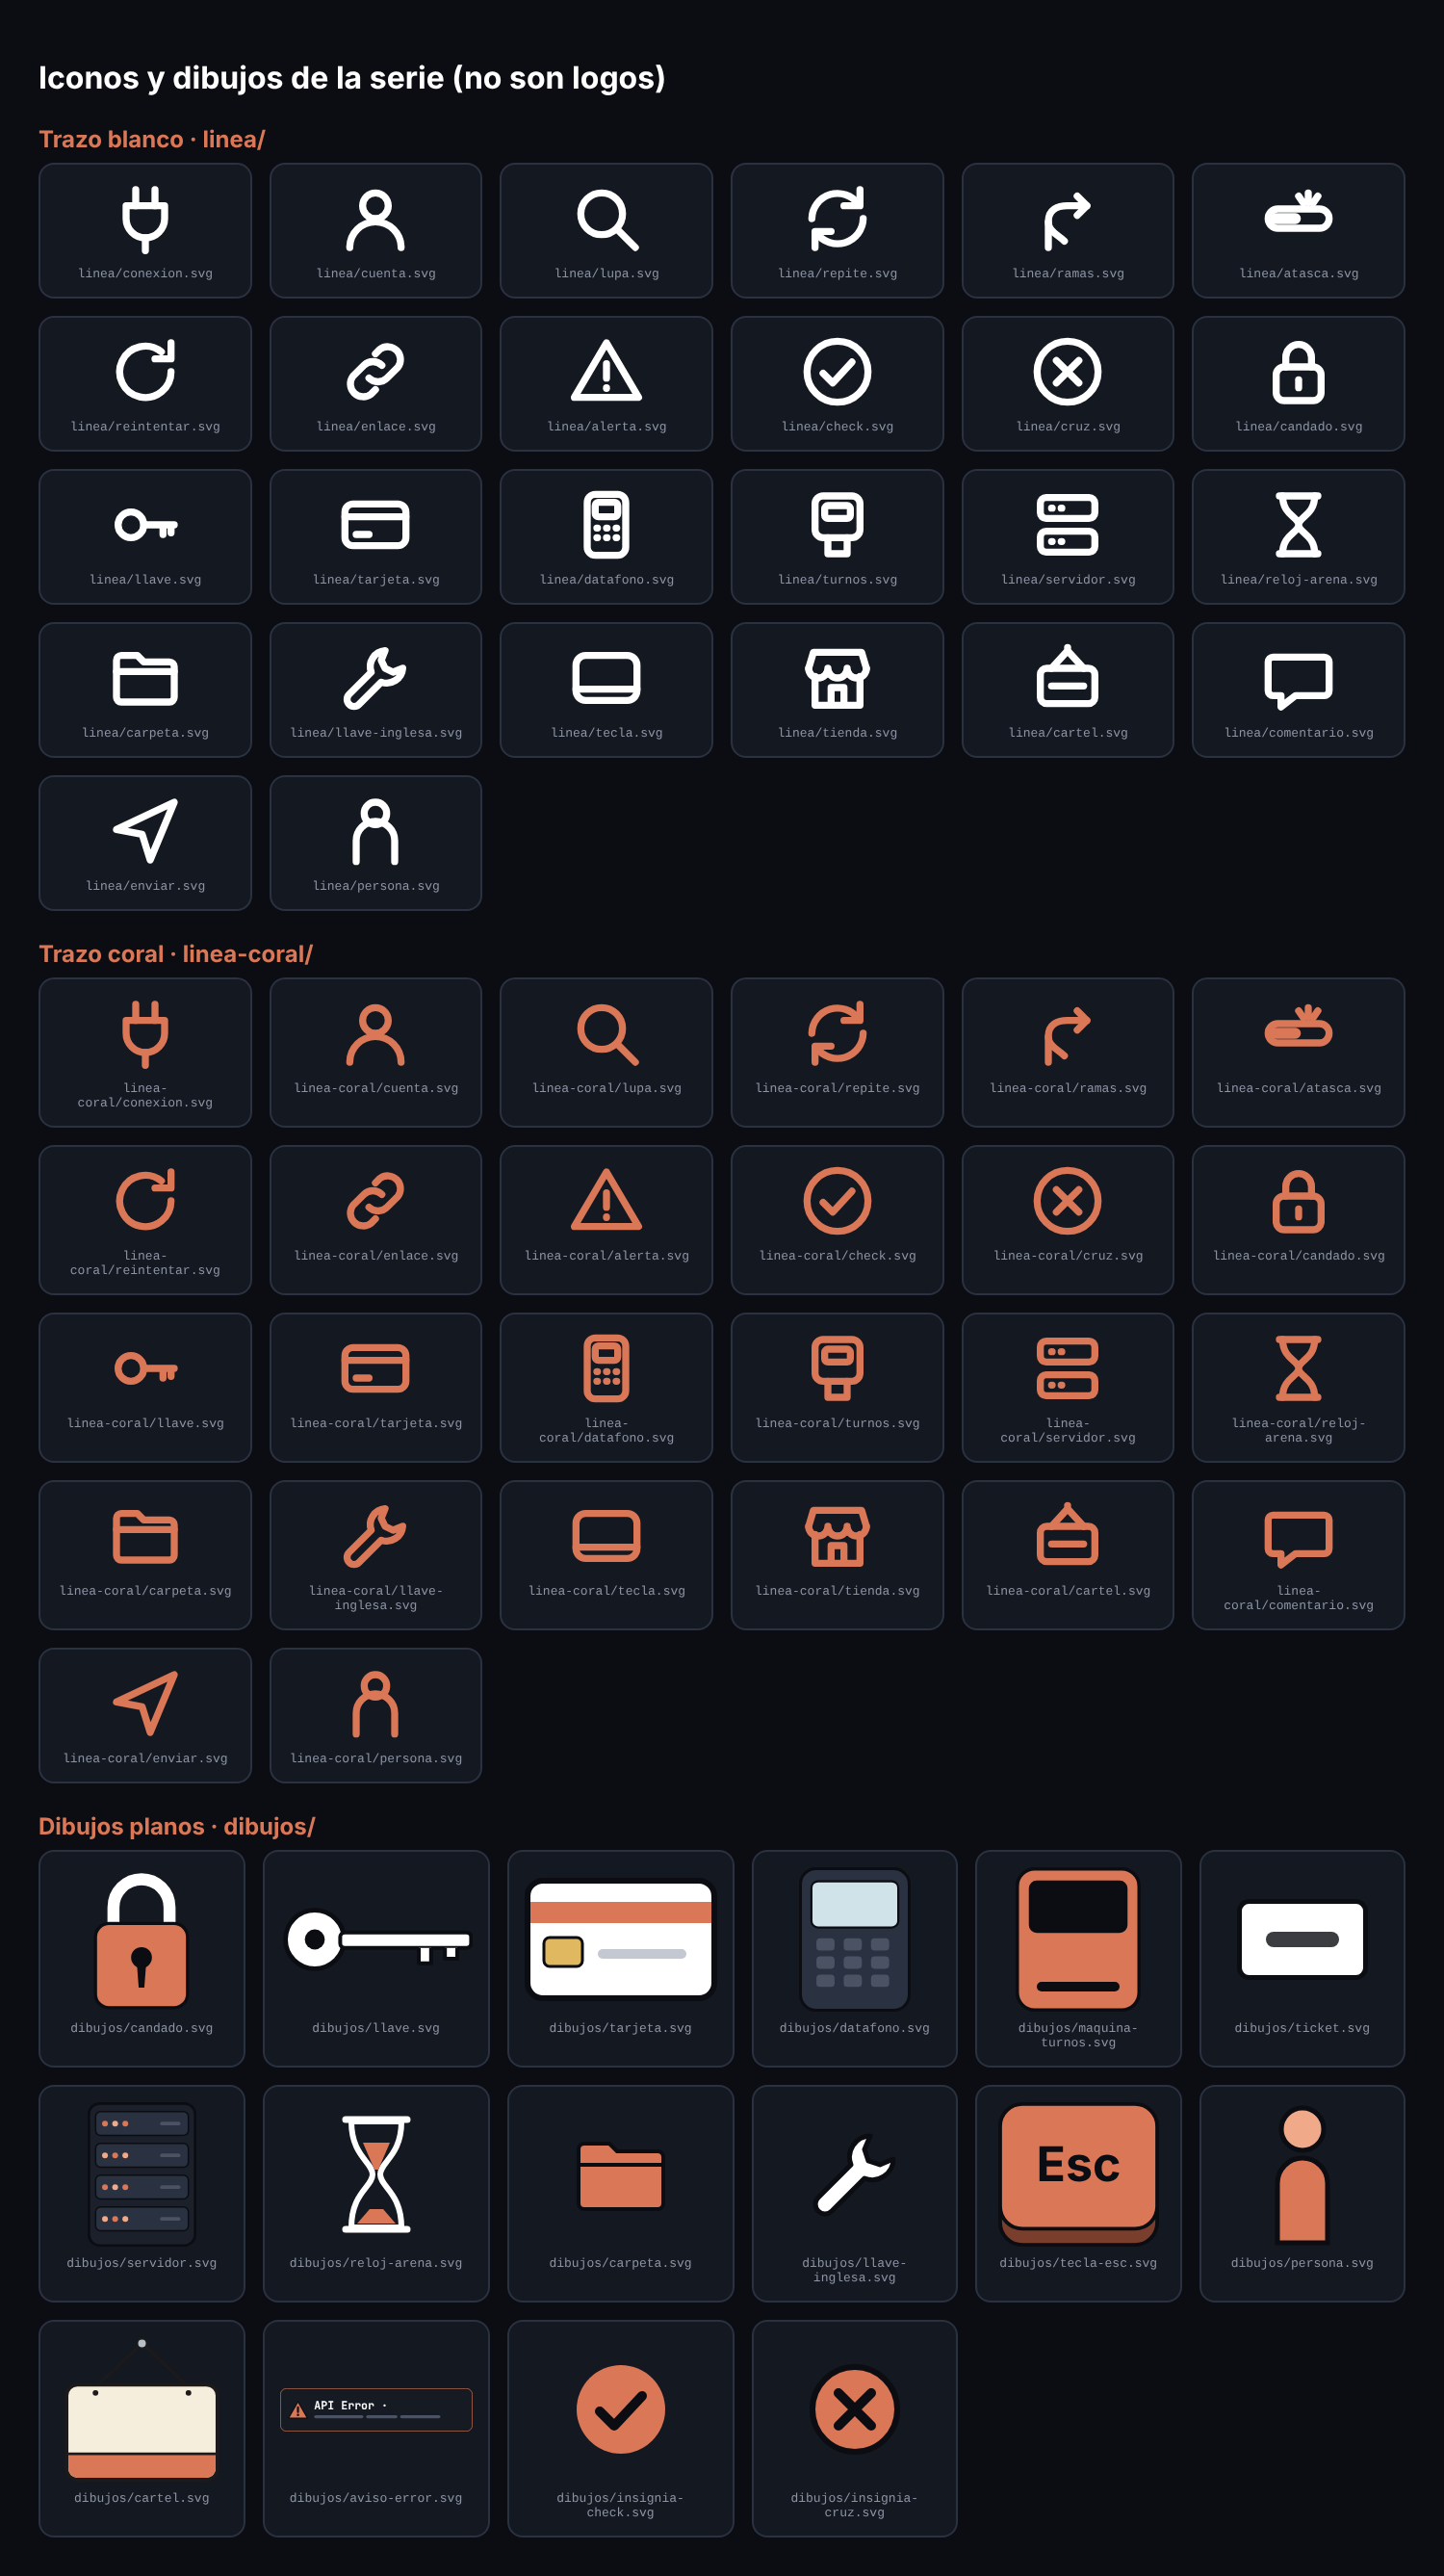 Iconos y dibujos de la serie (no son logos)
Trazo blanco · linea/
linea/conexion.svg
linea/cuenta.svg
linea/lupa.svg
linea/repite.svg
linea/ramas.svg
linea/atasca.svg
linea/reintentar.svg
linea/enlace.svg
linea/alerta.svg
linea/check.svg
linea/cruz.svg
linea/candado.svg
linea/llave.svg
linea/tarjeta.svg
linea/datafono.svg
linea/turnos.svg
linea/servidor.svg
linea/reloj-arena.svg
linea/carpeta.svg
linea/llave-inglesa.svg
linea/tecla.svg
linea/tienda.svg
linea/cartel.svg
linea/comentario.svg
linea/enviar.svg
linea/persona.svg
Trazo coral · linea-coral/
linea-
coral/conexion.svg
linea-coral/cuenta.svg
linea-coral/lupa.svg
linea-coral/repite.svg
linea-coral/ramas.svg
linea-coral/atasca.svg
linea-
coral/reintentar.svg
linea-coral/enlace.svg
linea-coral/alerta.svg
linea-coral/check.svg
linea-coral/cruz.svg
linea-coral/candado.svg
linea-coral/llave.svg
linea-coral/tarjeta.svg
linea-
coral/datafono.svg
linea-coral/turnos.svg
linea-
coral/servidor.svg
linea-coral/reloj-
arena.svg
linea-coral/carpeta.svg
linea-coral/llave-
inglesa.svg
linea-coral/tecla.svg
linea-coral/tienda.svg
linea-coral/cartel.svg
linea-
coral/comentario.svg
linea-coral/enviar.svg
linea-coral/persona.svg
Dibujos planos · dibujos/
dibujos/candado.svg
dibujos/llave.svg
dibujos/tarjeta.svg
dibujos/datafono.svg
dibujos/maquina-
turnos.svg
dibujos/ticket.svg
dibujos/servidor.svg
dibujos/reloj-arena.svg
dibujos/carpeta.svg
dibujos/llave-
inglesa.svg
Esc
dibujos/tecla-esc.svg
dibujos/persona.svg
dibujos/cartel.svg
API Error ·
dibujos/aviso-error.svg
dibujos/insignia-
check.svg
dibujos/insignia-
cruz.svg